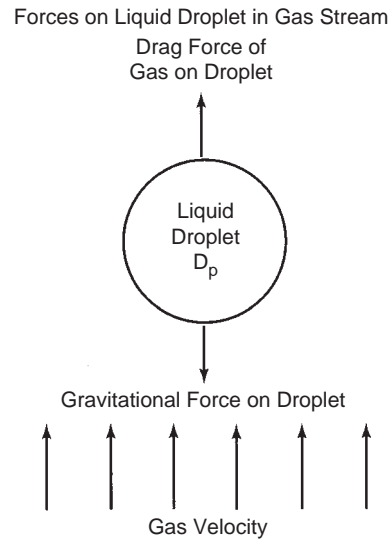 Forces on Liquid Droplet in Gas Stream
Drag Force of
Gas on Droplet
Liquid
Droplet
Dp
Gravitational Force on Droplet
Gas Velocity